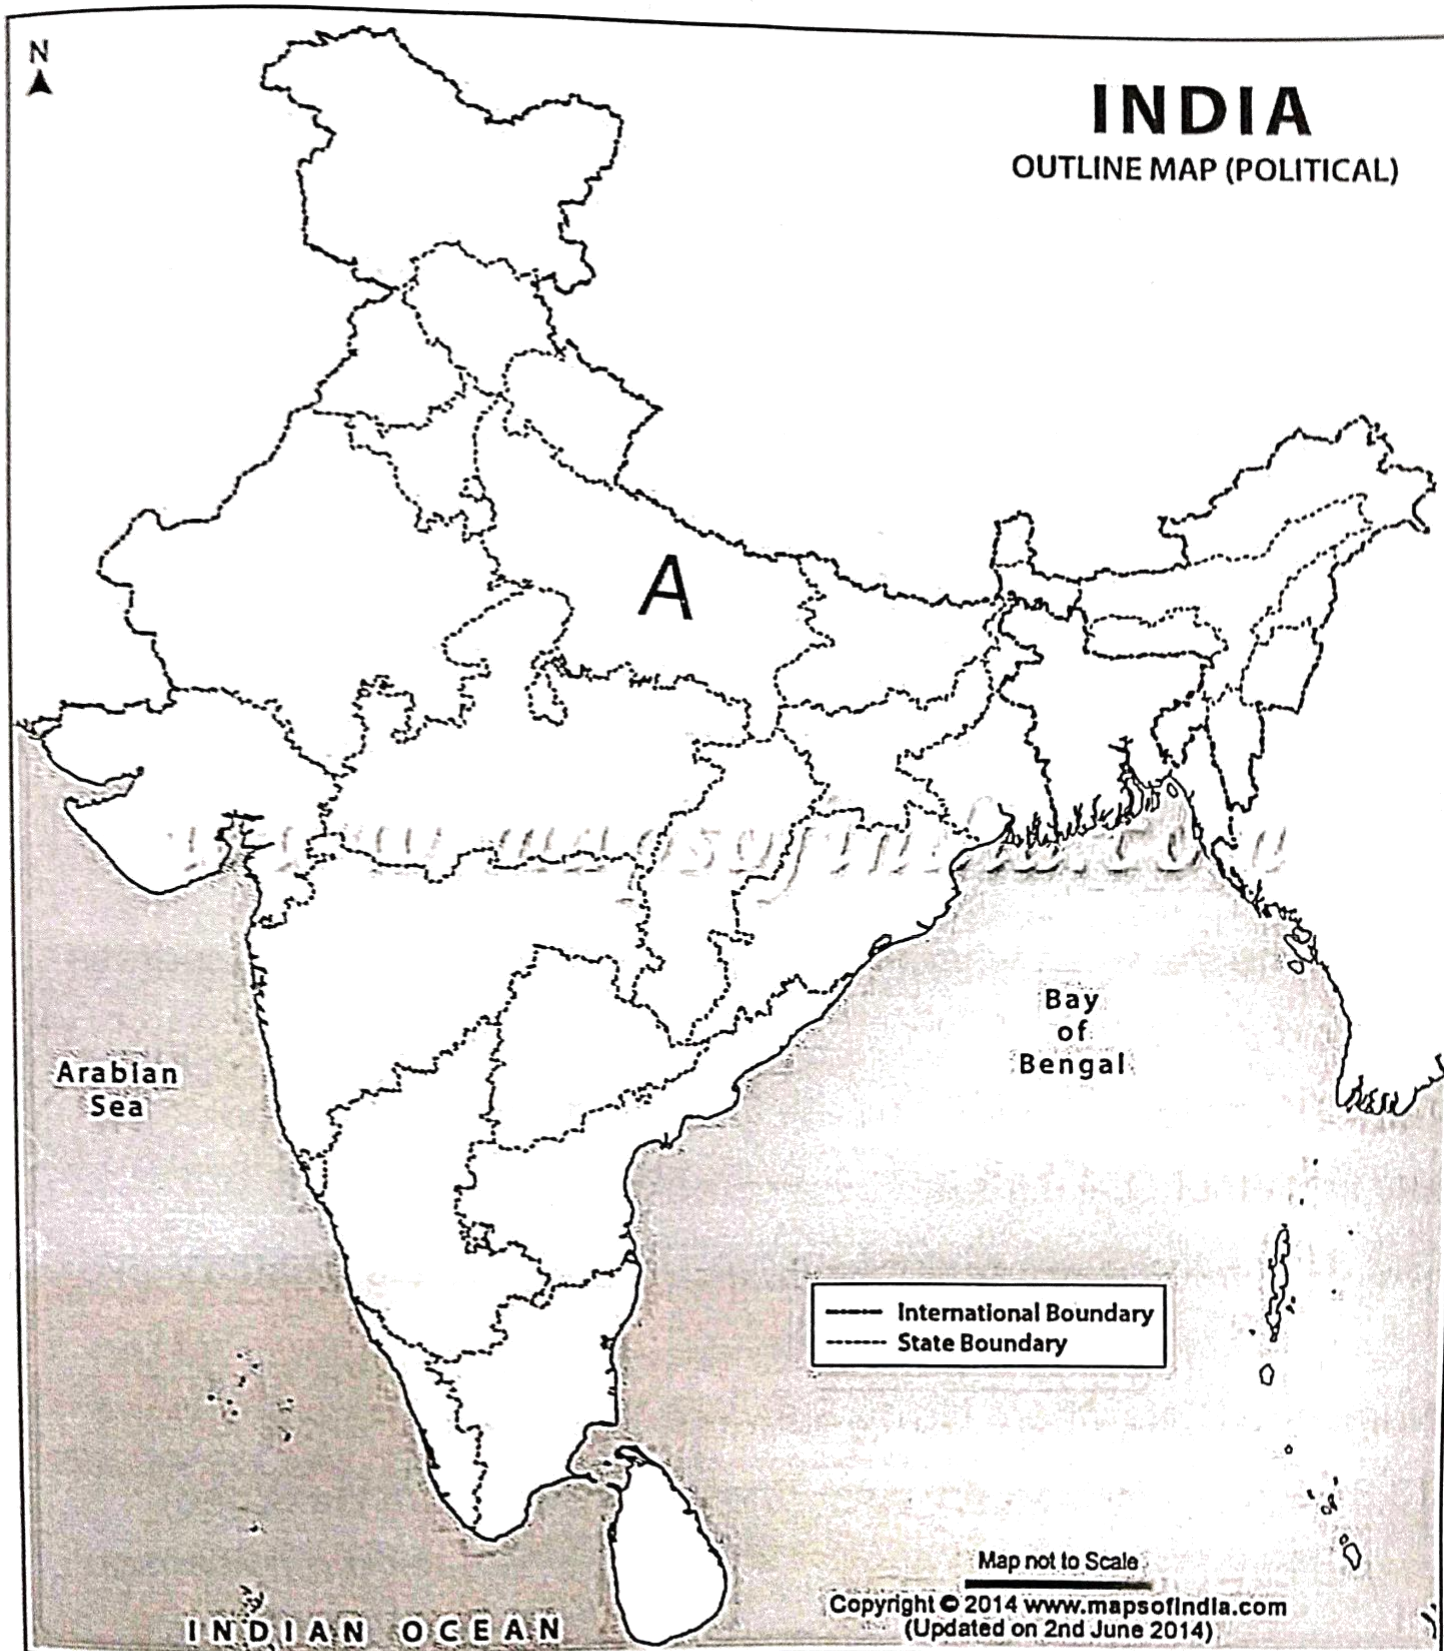 N
INDIA
OUTLINE MAP (POLITICAL)
A
Bay
of
Bengal
Arabian
Sea
International Boundary
State Boundary
Map not to Scale
Copyright © 2014 www.mapsofindia.com
(Updated on 2nd June 2014)
INDIAN OCEAN